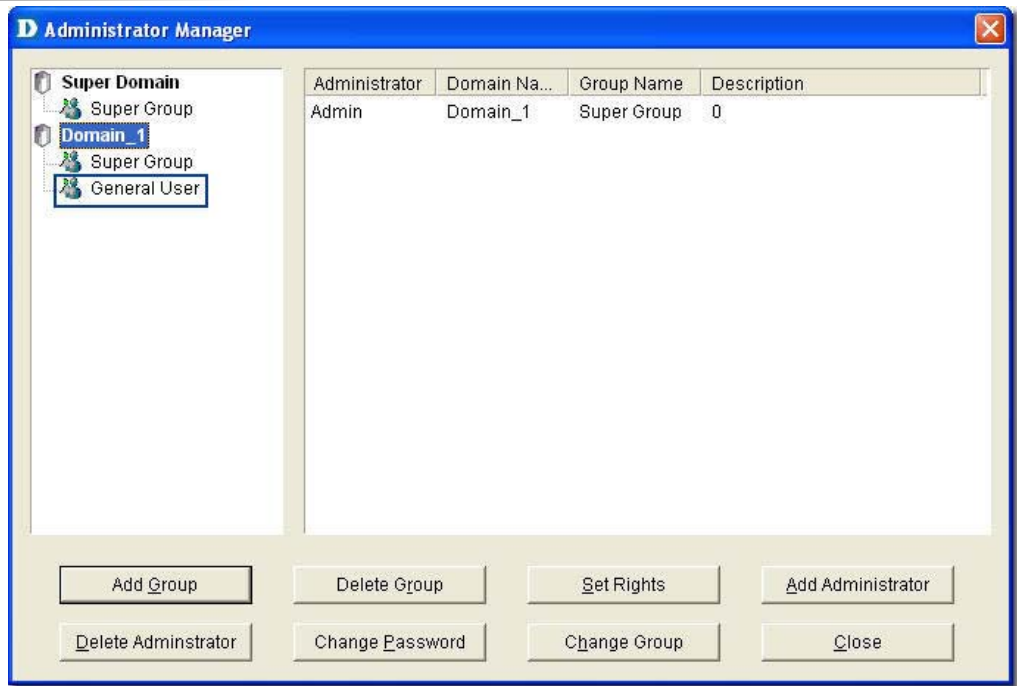 D Administrator Manager
Super Domain
Super Group
Domain_1
Super Group
General User
Administrator Domain Na... Group Name Description
Admin Domain_1 Super Group 0
Add Group Delete Group Set Rights Add Administrator
Delete Adminstrator Change Password Change Group Close